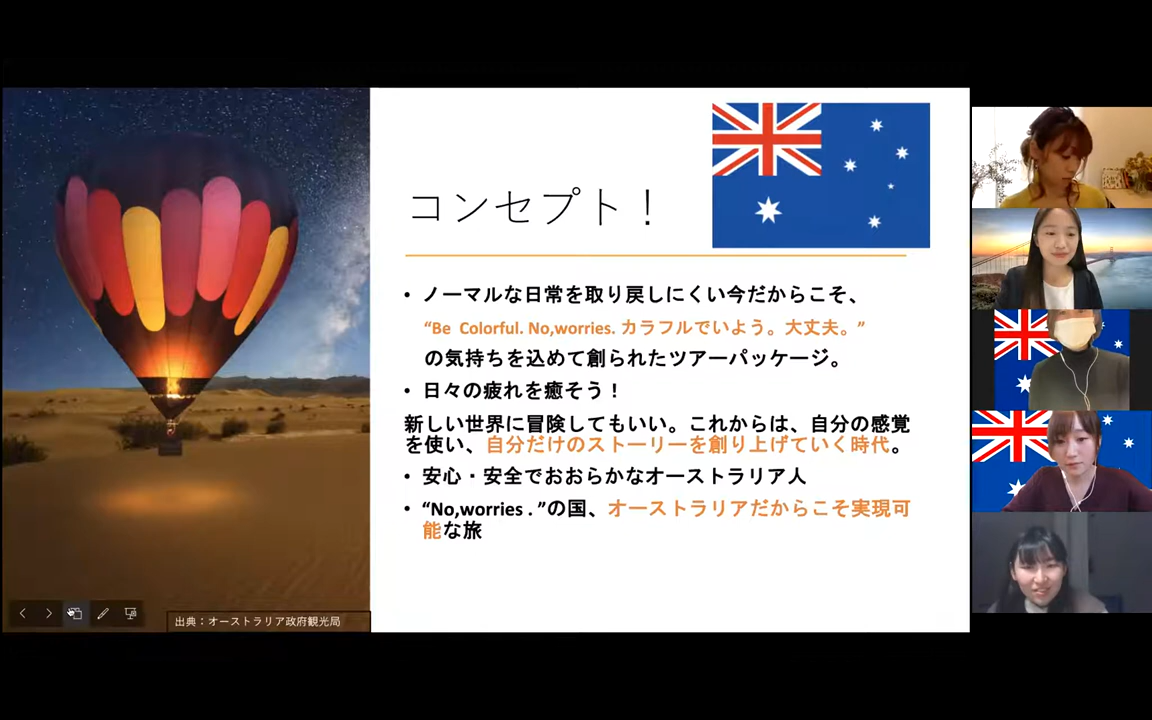 コンセプト！
• ノーマルな日常を取り戻しにくい今だからこそ、
“Be Colorful. No,worries. カラフルでいよう。大丈夫。”
の気持ちを込めて創られたツアーパッケージ。
• 日々の疲れを癒そう！
新しい世界に冒険してもいい。これからは、自分の感覚
を使い、自分だけのストーリーを創り上げていく時代。
• 安心・安全でおおらかなオーストラリア人
• “No,worries . ”の国、オーストラリアだからこそ実現可
能な旅
出典：オーストラリア政府観光局